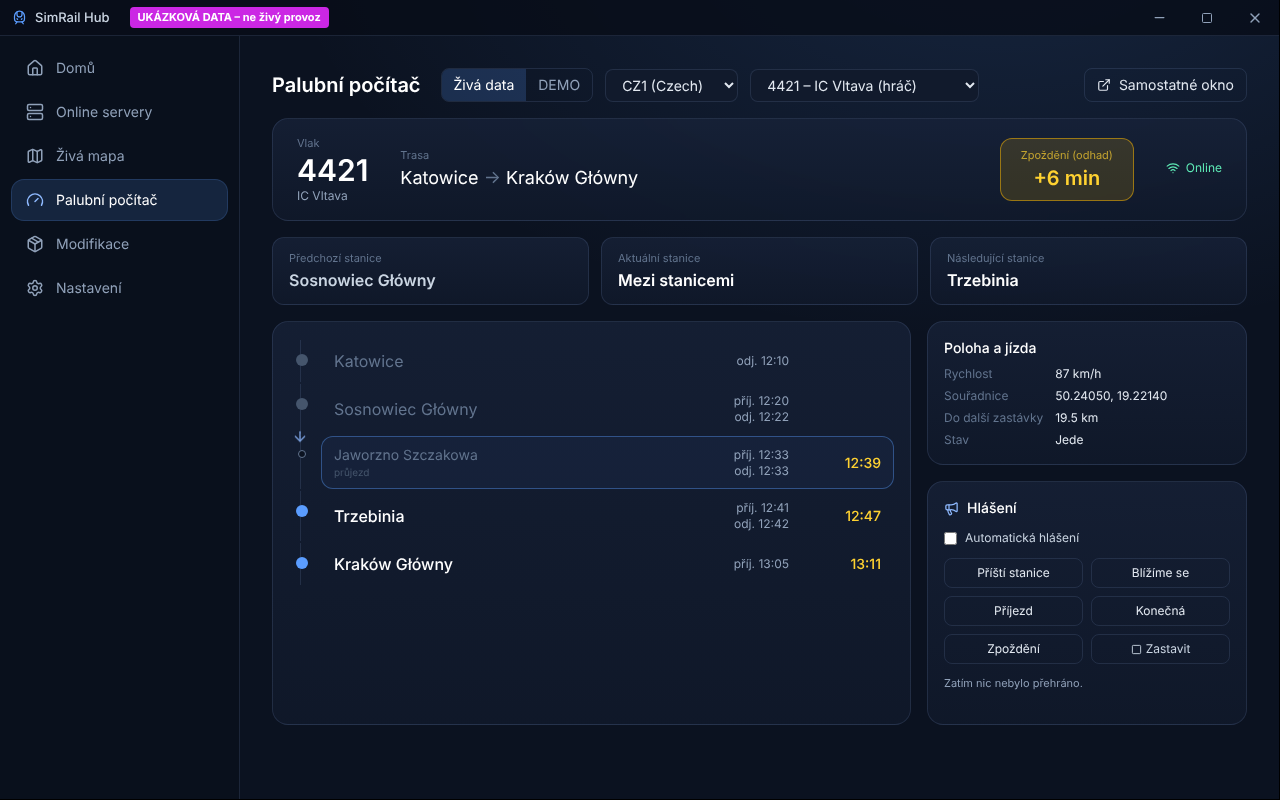 SimRail Hub
UKÁZKOVÁ DATA – ne živý provoz
Domů
Online servery
Živá mapa
Palubní počítač
Modifikace
Nastavení
Palubní počítač
Živá data
DEMO
CZ1 (Czech)
4421 – IC Vltava (hráč)
Samostatné okno
Vlak
4421
IC Vltava
Trasa
Katowice → Kraków Główny
Zpoždění (odhad)
+6 min
Online
Předchozí stanice
Sosnowiec Główny
Aktuální stanice
Mezi stanicemi
Následující stanice
Trzebinia
Katowice
odj. 12:10
Sosnowiec Główny
příj. 12:20
odj. 12:22
Jaworzno Szczakowa
průjezd
příj. 12:33
odj. 12:33
12:39
Trzebinia
příj. 12:41
odj. 12:42
12:47
Kraków Główny
příj. 13:05
13:11
Poloha a jízda
Rychlost 87 km/h
Souřadnice 50.24050, 19.22140
Do další zastávky 19.5 km
Stav Jede
Hlášení
Automatická hlášení
Příští stanice
Blížíme se
Příjezd
Konečná
Zpoždění
Zastavit
Zatím nic nebylo přehráno.